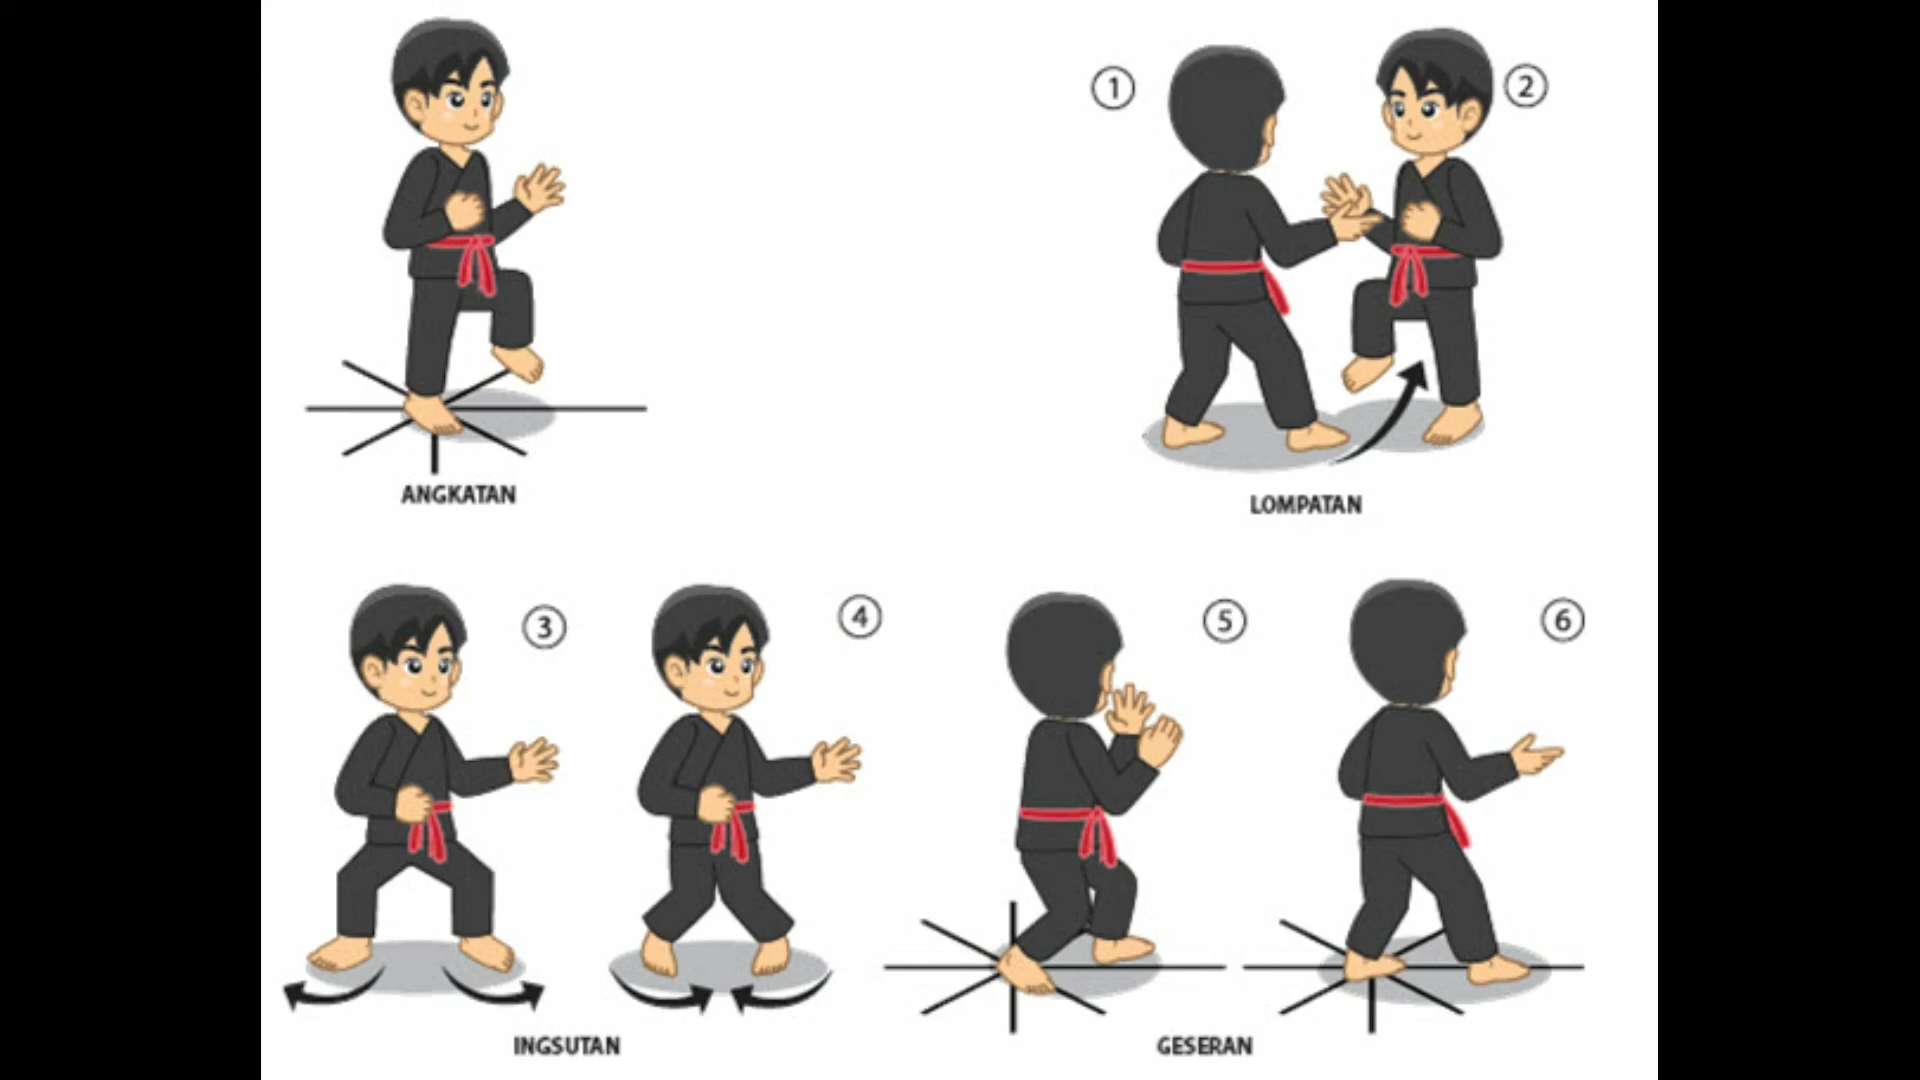 ①
②
ANGKATAN
LOMPATAN
③
④
⑤
⑥
INGSUTAN
GESERAN